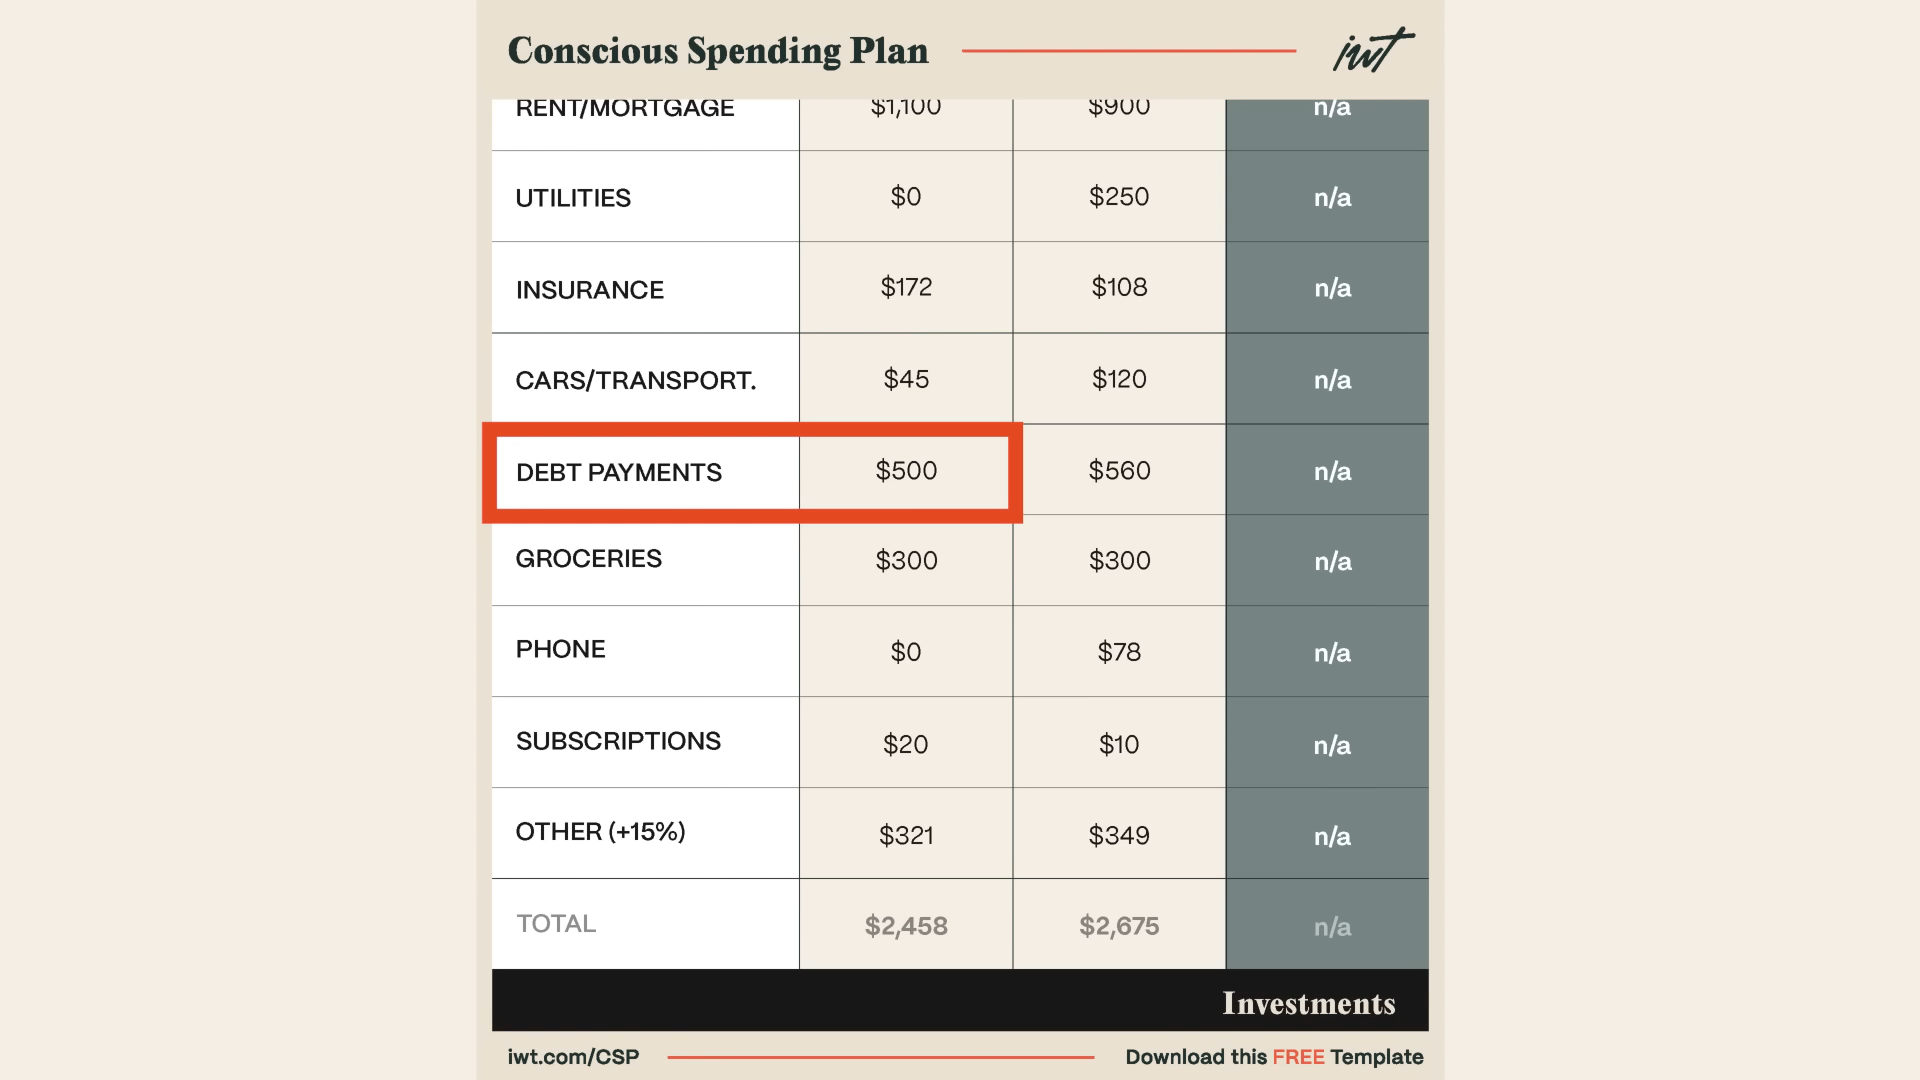 Conscious Spending Plan iwt
RENT/MORTGAGE $1,100 $900 n/a
UTILITIES $0 $250 n/a
INSURANCE $172 $108 n/a
CARS/TRANSPORT. $45 $120 n/a
DEBT PAYMENTS $500 $560 n/a
GROCERIES $300 $300 n/a
PHONE $0 $78 n/a
SUBSCRIPTIONS $20 $10 n/a
OTHER (+15%) $321 $349 n/a
TOTAL $2,458 $2,675 n/a
Investments
iwt.com/CSP Download this FREE Template